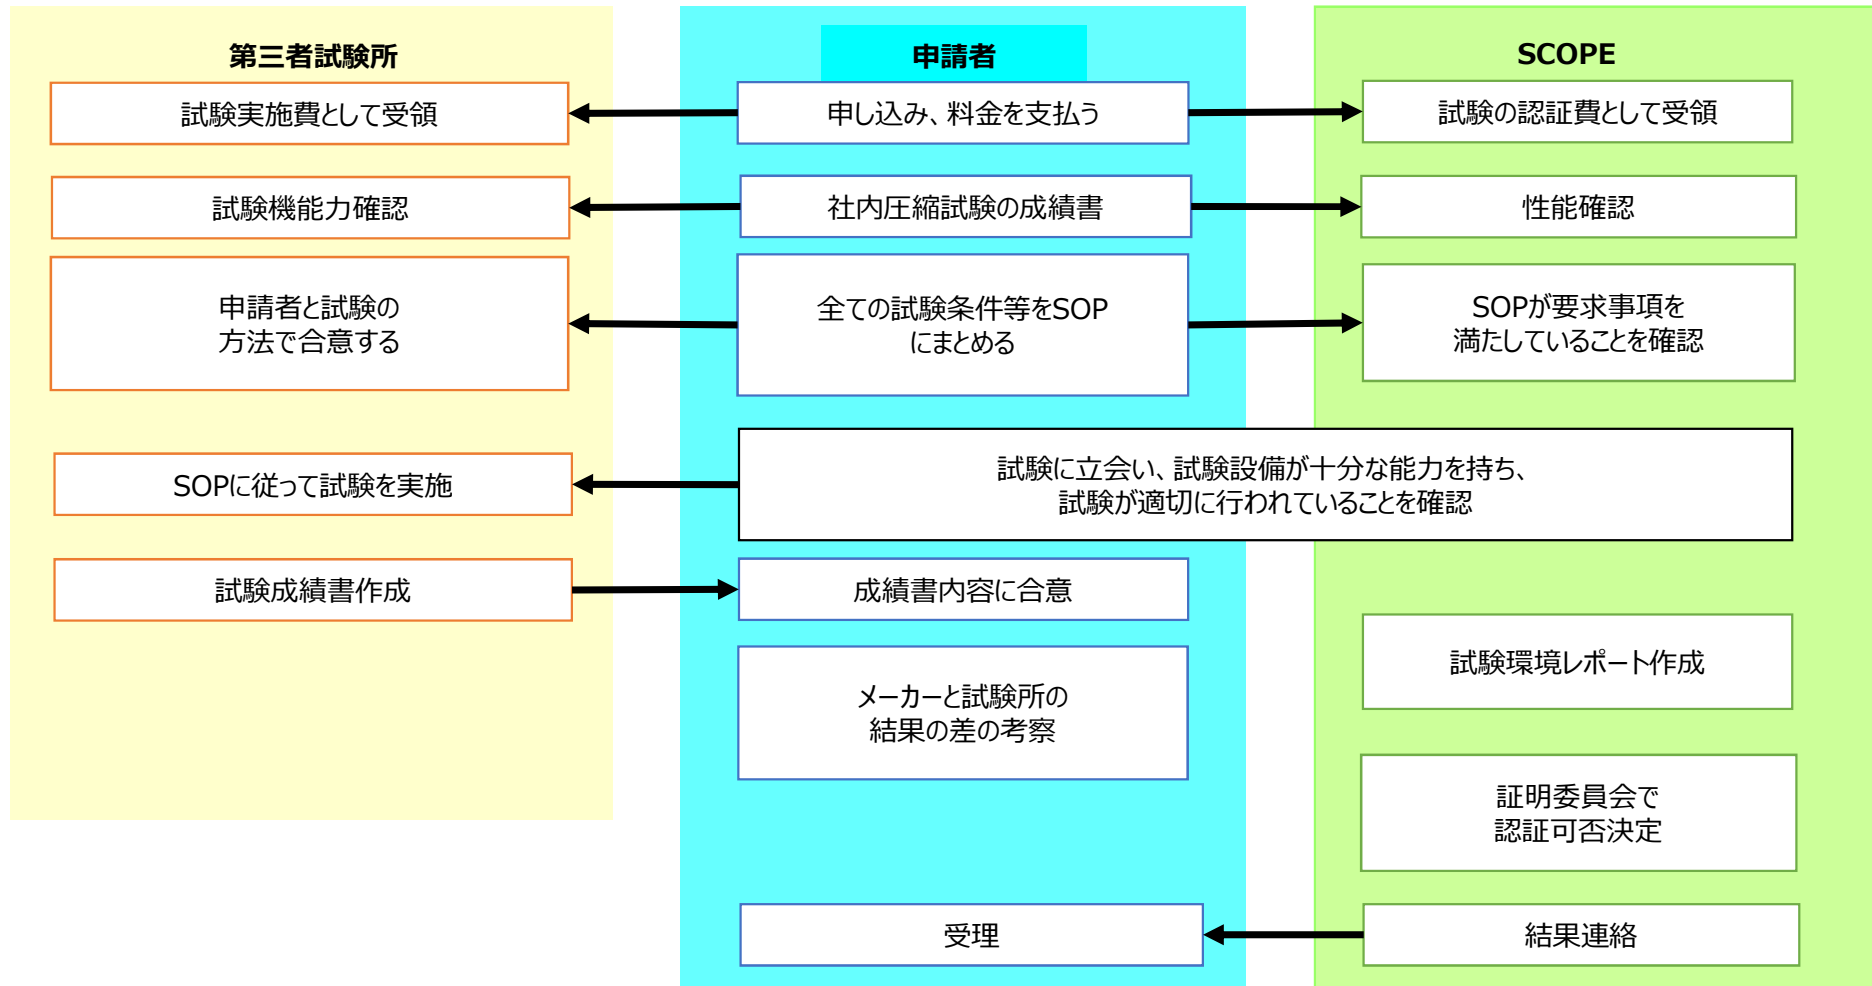 第三者試験所
申請者
SCOPE
試験実施費として受領
申し込み、料金を支払う
試験の認証費として受領
試験機能力確認
社内圧縮試験の成績書
性能確認
申請者と試験の
方法で合意する
全ての試験条件等をSOP
にまとめる
SOPが要求事項を
満たしていることを確認
SOPに従って試験を実施
試験に立会い、試験設備が十分な能力を持ち、
試験が適切に行われていることを確認
試験成績書作成
成績書内容に合意
試験環境レポート作成
メーカーと試験所の
結果の差の考察
証明委員会で
認証可否決定
受理
結果連絡